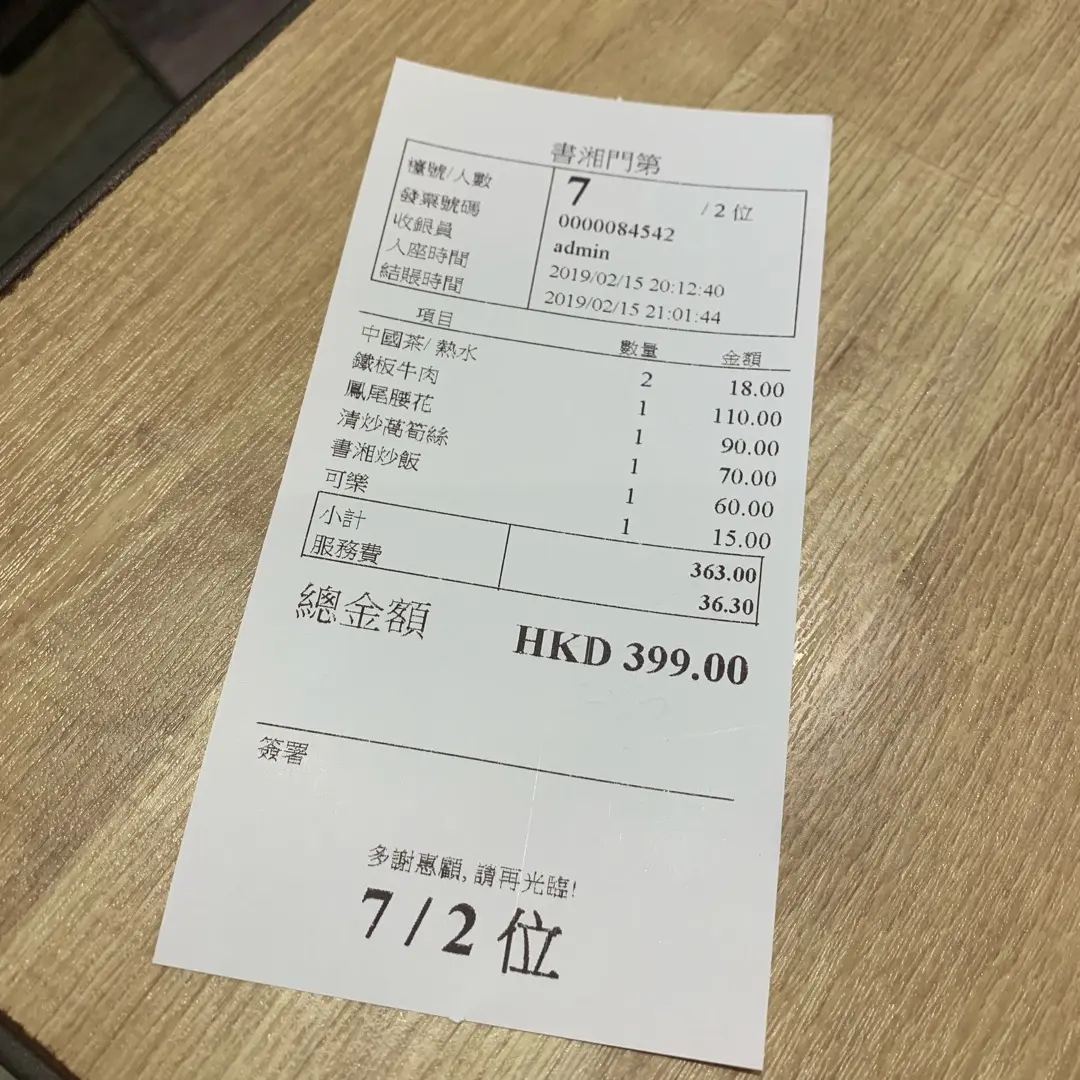 書湘門第
檯號/人數 7 /2 位
發票號碼 0000084542
收銀員 admin
入座時間 2019/02/15 20:12:40
結賬時間 2019/02/15 21:01:44
項目 數量 金額
中國茶/ 熱水 2 18.00
鐵板牛肉 1 110.00
鳳尾腰花 1 90.00
清炒萵筍絲 1 70.00
書湘炒飯 1 60.00
可樂 1 15.00
小計 363.00
服務費 36.30
總金額 HKD 399.00
簽署
多謝惠顧, 請再光臨!
7 / 2 位